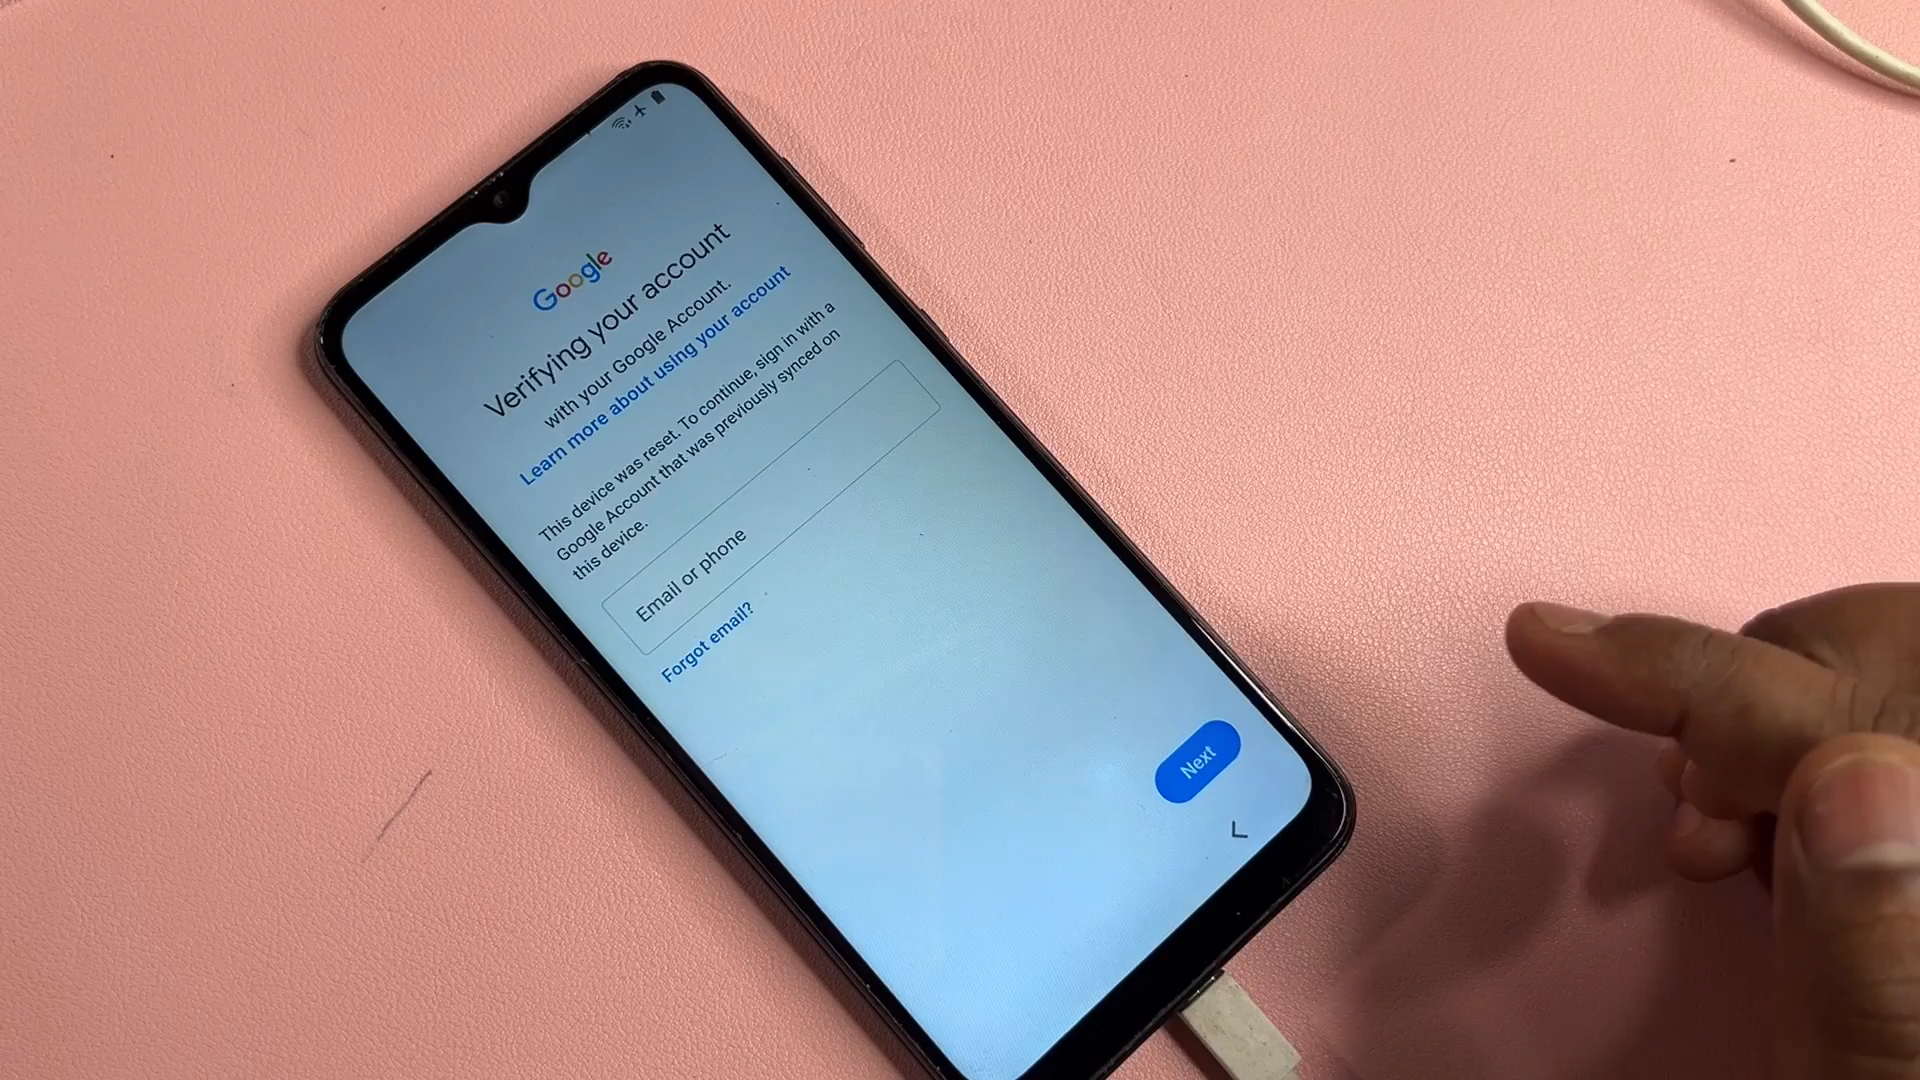 Google
Verifying your account
with your Google Account.
Learn more about using your account
This device was reset. To continue, sign in with a
Google Account that was previously synced on
this device.
Email or phone
Forgot email?
Next